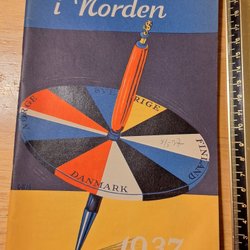 i Norden
SVERIGE
NORGE
FINLAND
DANMARK
1937